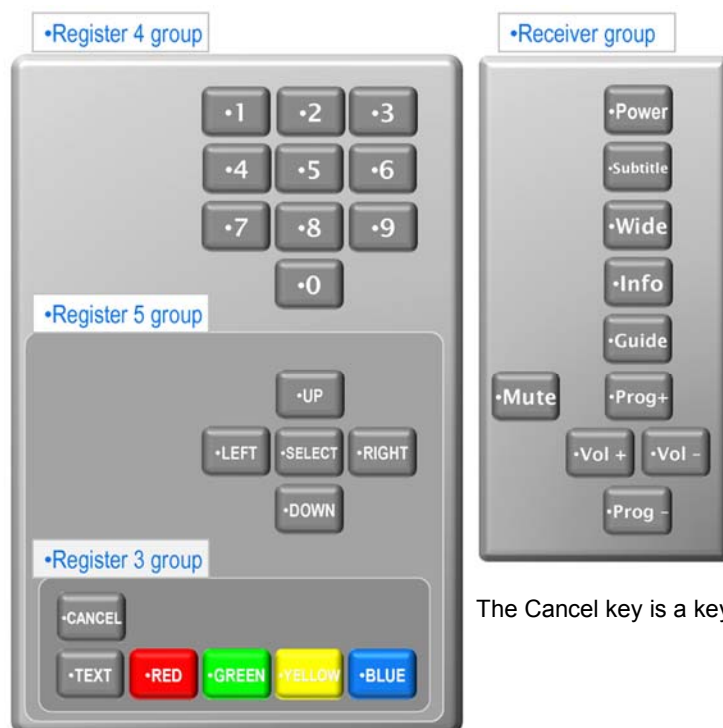 •Register 4 group
•1 •2 •3
•4 •5 •6
•7 •8 •9
•0
•Register 5 group
•UP
•LEFT •SELECT •RIGHT
•DOWN
•Register 3 group
•CANCEL
•TEXT •RED •GREEN •YELLOW •BLUE
•Receiver group
•Power
•Subtitle
•Wide
•Info
•Guide
•Mute •Prog+
•Vol + •Vol -
•Prog -
The Cancel key is a key